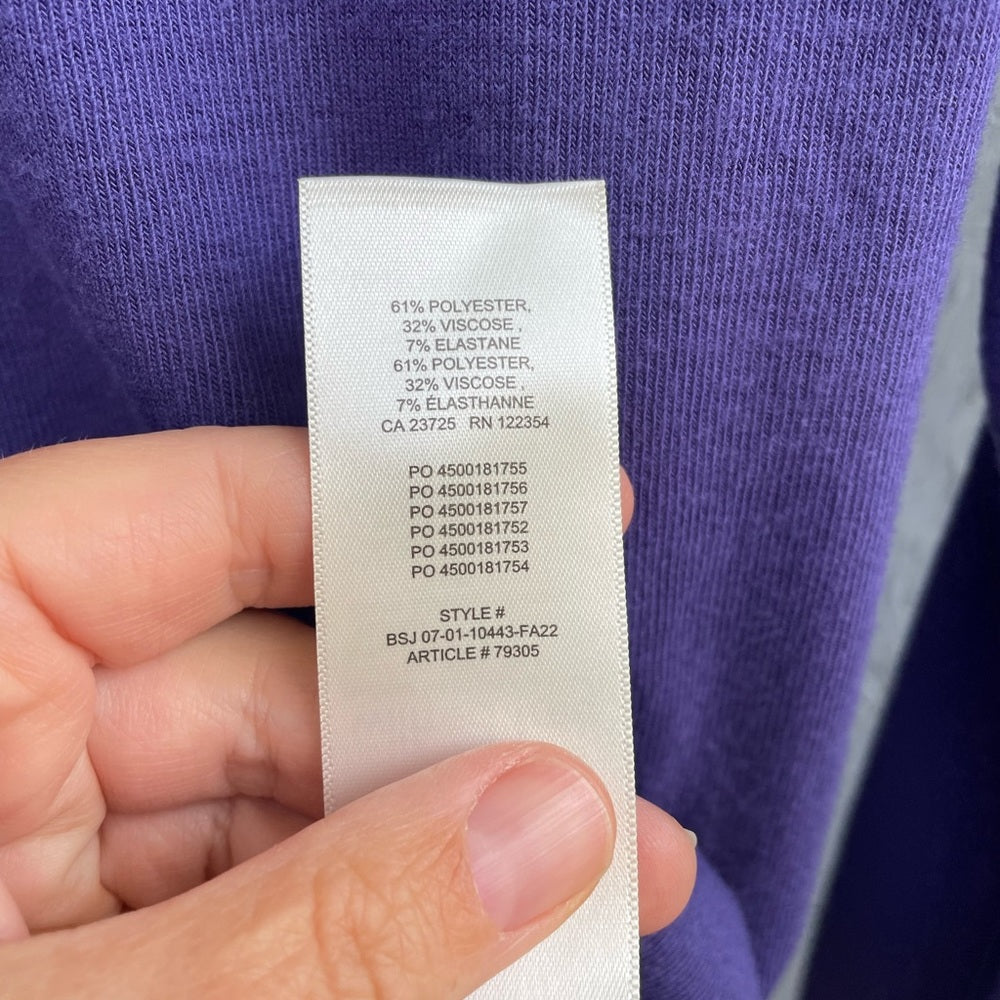 61% POLYESTER,
32% VISCOSE ,
7% ELASTANE
61% POLYESTER,
32% VISCOSE ,
7% ÉLASTHANNE
CA 23725 RN 122354
PO 4500181755
PO 4500181756
PO 4500181757
PO 4500181752
PO 4500181753
PO 4500181754
STYLE #
BSJ 07-01-10443-FA22
ARTICLE # 79305